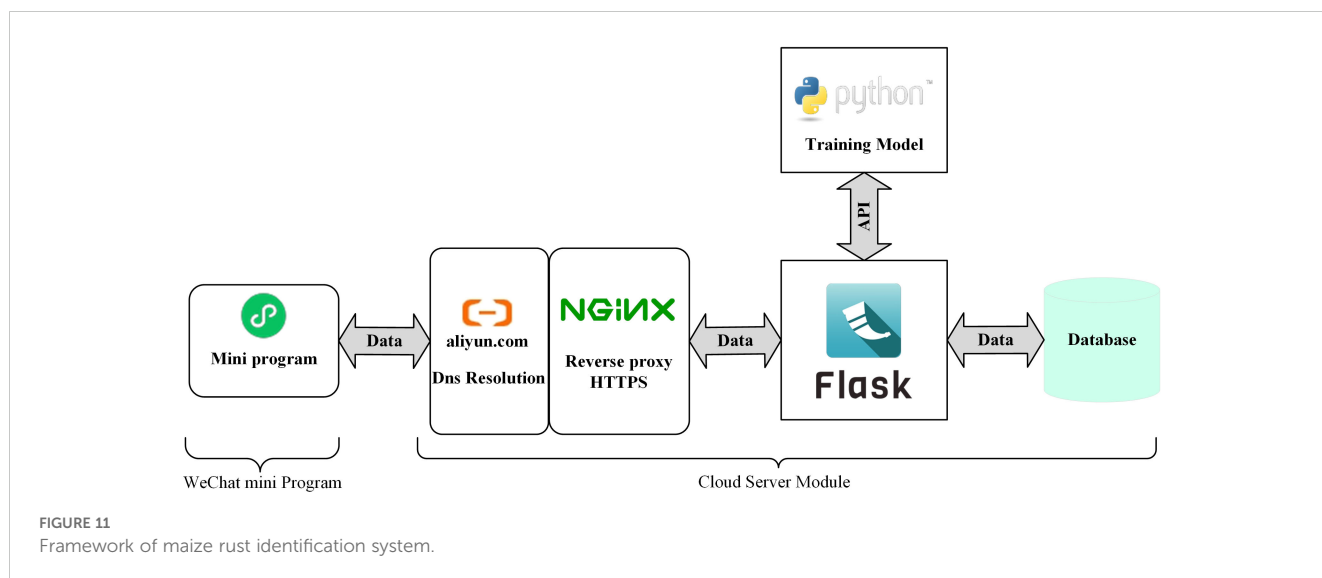 python™
Training Model
API
Mini program
Data
aliyun.com
Dns Resolution
NGiNX
Reverse proxy
HTTPS
Data
Flask
Data
Database
WeChat mini Program
Cloud Server Module
FIGURE 11
Framework of maize rust identification system.